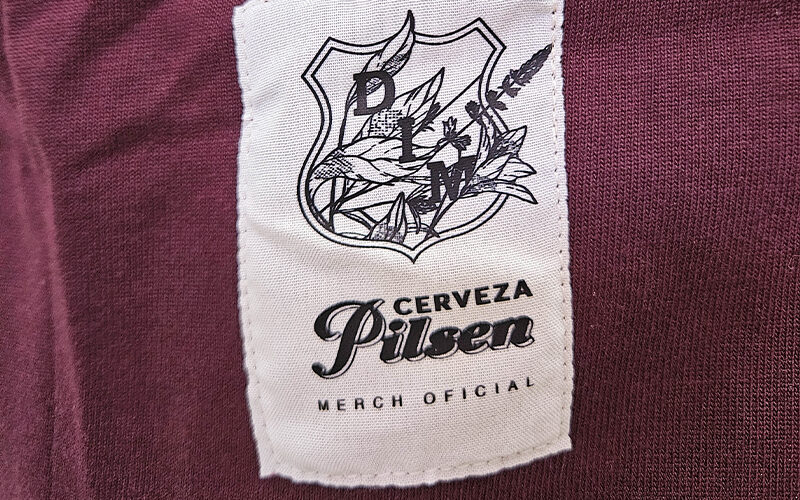 D
I
M
CERVEZA
Pilsen
MERCH OFICIAL